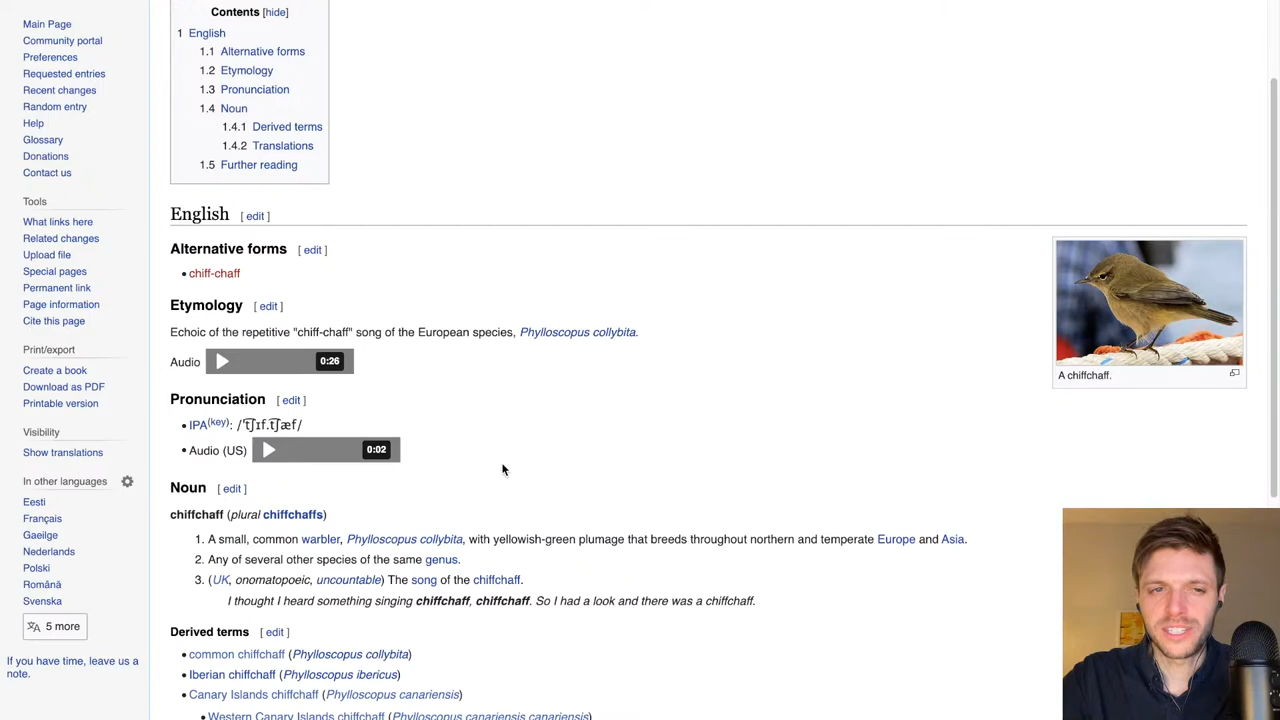 Main Page
Community portal
Preferences
Requested entries
Recent changes
Random entry
Help
Glossary
Donations
Contact us
Tools
What links here
Related changes
Upload file
Special pages
Permanent link
Page information
Cite this page
Print/export
Create a book
Download as PDF
Printable version
Visibility
Show translations
In other languages
Eesti
Français
Gaeilge
Nederlands
Polski
Română
Svenska
5 more
If you have time, leave us a
note.
Contents [hide]
1 English
1.1 Alternative forms
1.2 Etymology
1.3 Pronunciation
1.4 Noun
1.4.1 Derived terms
1.4.2 Translations
1.5 Further reading
English [ edit ]
Alternative forms [ edit ]
• chiff-chaff
Etymology [ edit ]
Echoic of the repetitive "chiff-chaff" song of the European species, Phylloscopus collybita.
Audio 0:26
Pronunciation [ edit ]
• IPA(key): /ˈt͡ʃɪf.t͡ʃæf/
• Audio (US) 0:02
Noun [ edit ]
chiffchaff (plural chiffchaffs)
1. A small, common warbler, Phylloscopus collybita, with yellowish-green plumage that breeds throughout northern and temperate Europe and Asia.
2. Any of several other species of the same genus.
3. (UK, onomatopoeic, uncountable) The song of the chiffchaff.
I thought I heard something singing chiffchaff, chiffchaff. So I had a look and there was a chiffchaff.
Derived terms [ edit ]
• common chiffchaff (Phylloscopus collybita)
• Iberian chiffchaff (Phylloscopus ibericus)
• Canary Islands chiffchaff (Phylloscopus canariensis)
• Western Canary Islands chiffchaff (Phylloscopus canariensis canariensis)
A chiffchaff.